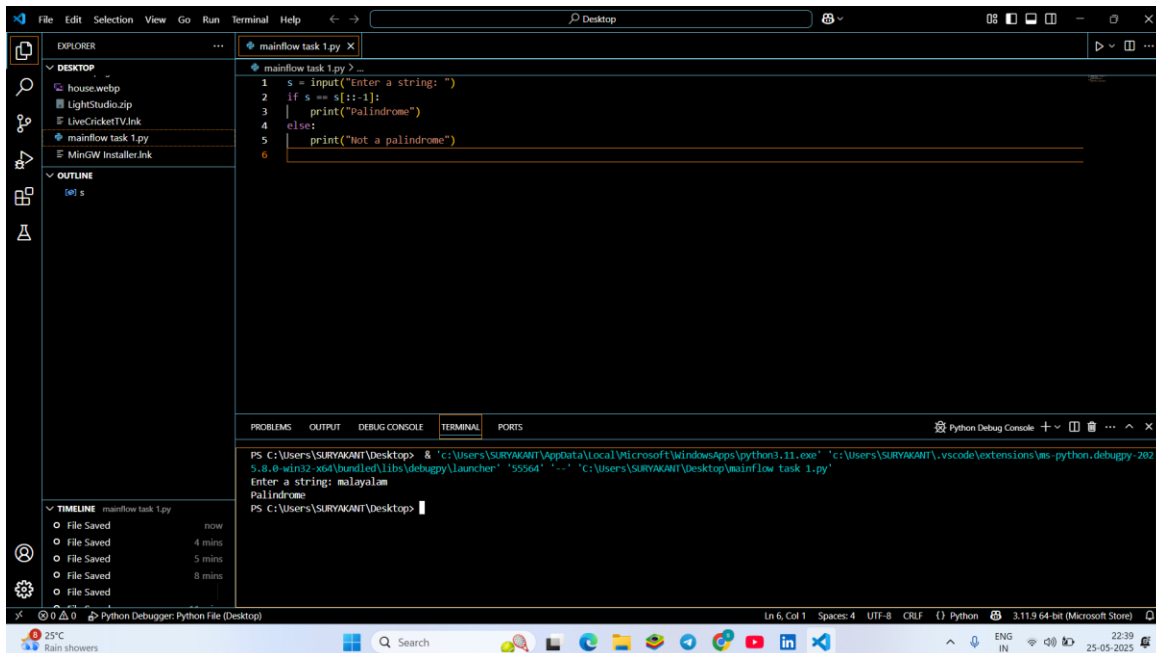 File Edit Selection View Go Run Terminal Help
Desktop
EXPLORER
mainflow task 1.py
DESKTOP
house.webp
LightStudio.zip
LiveCricketTV.lnk
mainflow task 1.py
MinGW Installer.lnk
OUTLINE
s
mainflow task 1.py > ...
1 s = input("Enter a string: ")
2 if s == s[::-1]:
3 print("Palindrome")
4 else:
5 print("Not a palindrome")
6
PROBLEMS OUTPUT DEBUG CONSOLE TERMINAL PORTS
Python Debug Console
PS C:\Users\SURYAKANT\Desktop> & 'c:\Users\SURYAKANT\AppData\Local\Microsoft\WindowsApps\python3.11.exe' 'c:\Users\SURYAKANT\.vscode\extensions\ms-python.debugpy-202
5.8.0-win32-x64\bundled\libs\debugpy\launcher' '55564' '--' 'C:\Users\SURYAKANT\Desktop\mainflow task 1.py'
Enter a string: malayalam
Palindrome
PS C:\Users\SURYAKANT\Desktop>
TIMELINE mainflow task 1.py
File Saved now
File Saved 4 mins
File Saved 5 mins
File Saved 8 mins
File Saved
0 0 Python Debugger: Python File (Desktop)
Ln 6, Col 1 Spaces: 4 UTF-8 CRLF {} Python 3.11.9 64-bit (Microsoft Store)
8
25°C
Rain showers
Search
ENG
IN
22:39
25-05-2025